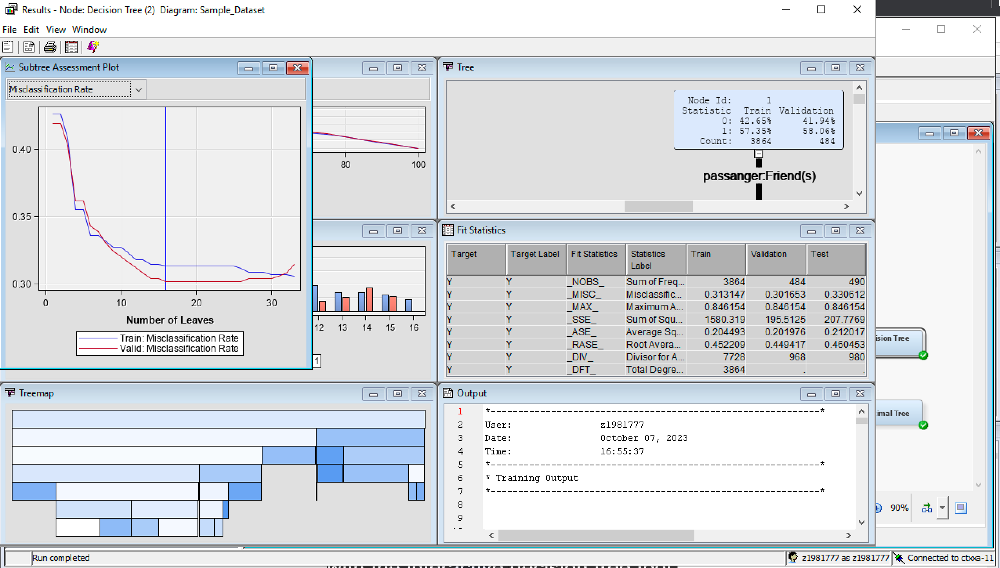 Results - Node: Decision Tree (2)  Diagram: Sample_Dataset
File Edit View Window
Subtree Assessment Plot
Misclassification Rate
0.40
0.35
0.30
0 10 20 30
Number of Leaves
Train: Misclassification Rate
Valid: Misclassification Rate
80 100
12 13 14 15 16
1
Tree
Node Id: 1
Statistic Train Validation
0: 42.65% 41.94%
1: 57.35% 58.06%
Count: 3864 484
passanger.Friend(s)
Fit Statistics
Target Target Label Fit Statistics Statistics Label Train Validation Test
Y Y _NOBS_ Sum of Freq... 3864 484 490
Y Y _MISC_ Misclassific... 0.313147 0.301653 0.330612
Y Y _MAX_ Maximum A... 0.846154 0.846154 0.846154
Y Y _SSE_ Sum of Squ... 1580.319 195.5125 207.7769
Y Y _ASE_ Average Sq... 0.204493 0.201976 0.212017
Y Y _RASE_ Root Avera... 0.452209 0.449417 0.460453
Y Y _DIV_ Divisor for A... 7728 968 980
Y Y _DFT_ Total Degre... 3864 . .
Treemap
Output
1 *------------------------------------------------------------*
2 User: z1981777
3 Date: October 07, 2023
4 Time: 16:55:37
5 *------------------------------------------------------------*
6 * Training Output
7 *------------------------------------------------------------*
8
9
ision Tree
imal Tree
90%
Run completed
z1981777 as z1981777
Connected to ctxxa-11